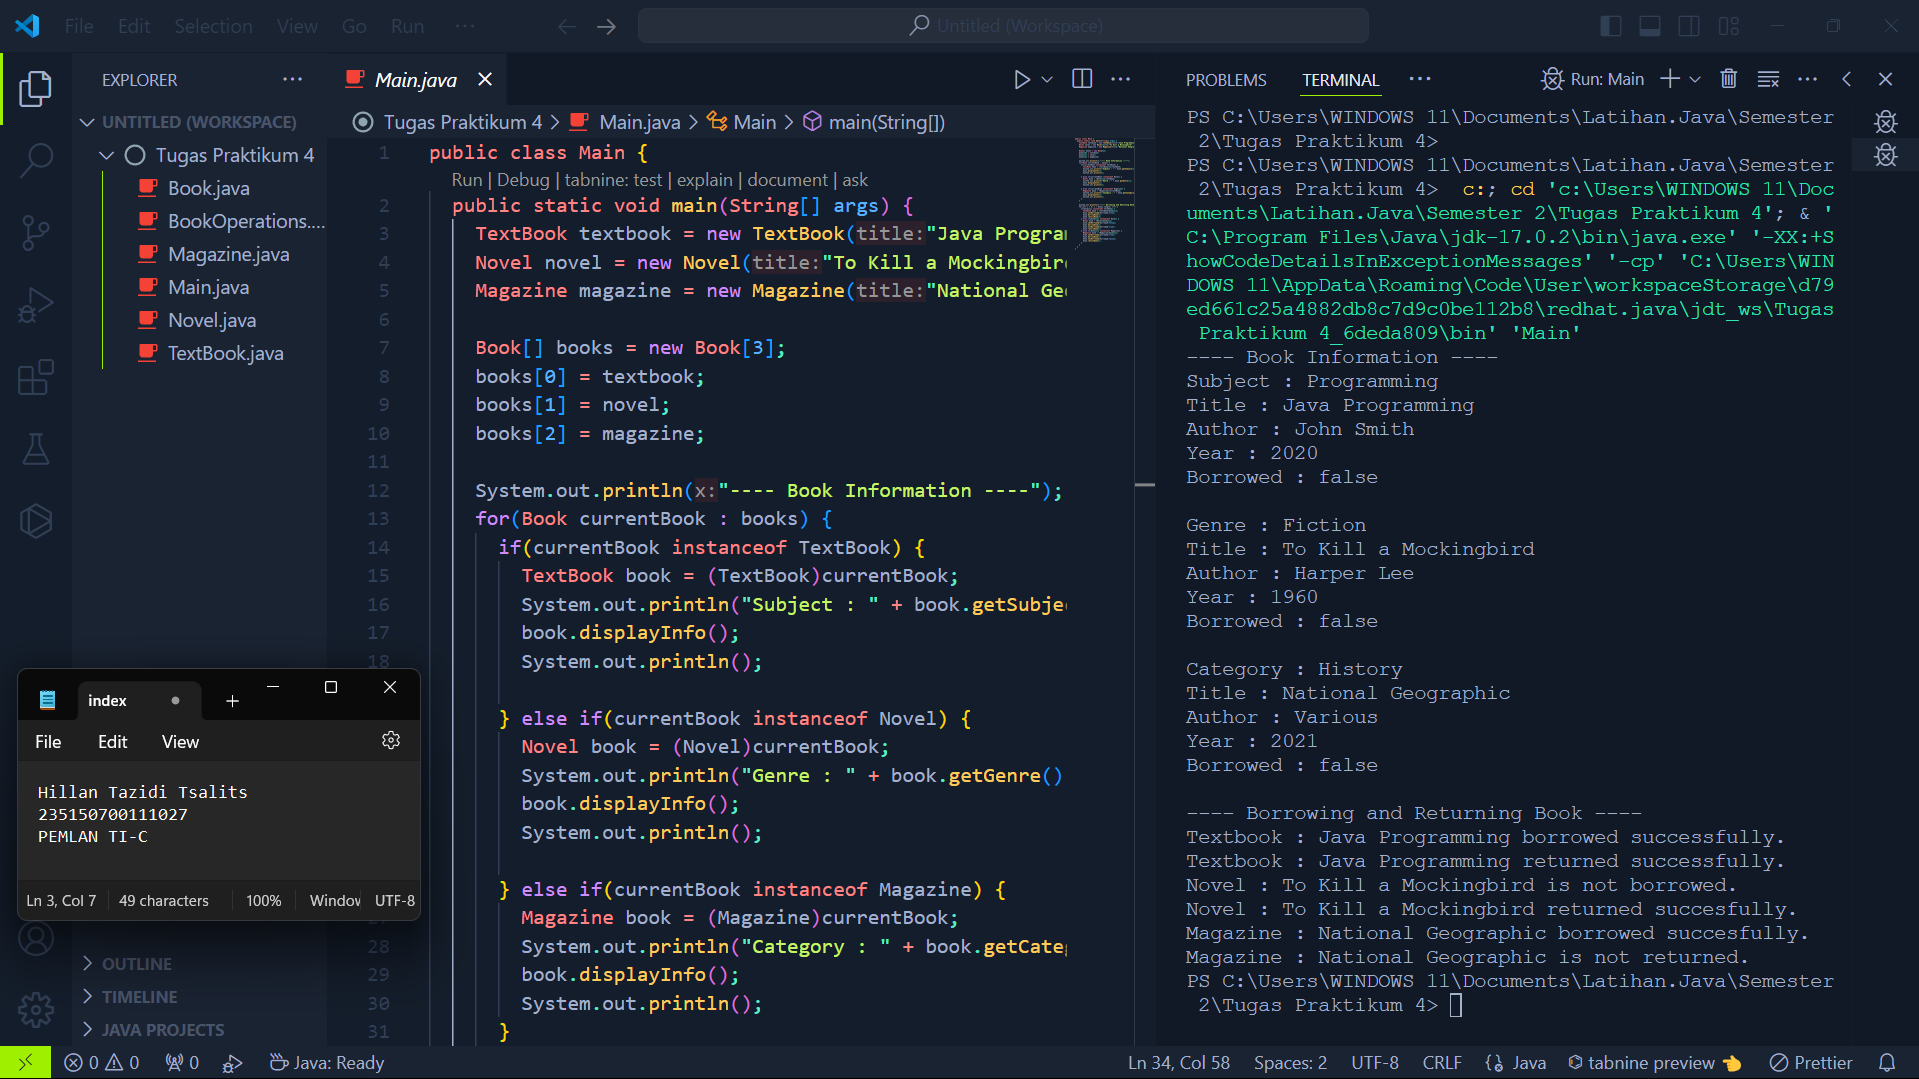 File Edit Selection View Go Run ··· Untitled (Workspace)
EXPLORER ···
UNTITLED (WORKSPACE)
Tugas Praktikum 4
Book.java
BookOperations....
Magazine.java
Main.java
Novel.java
TextBook.java
OUTLINE
TIMELINE
JAVA PROJECTS
Main.java
Tugas Praktikum 4 > Main.java > Main > main(String[])
1 public class Main {
Run | Debug | tabnine: test | explain | document | ask
2 public static void main(String[] args) {
3 TextBook textbook = new TextBook(title:"Java Progra
4 Novel novel = new Novel(title:"To Kill a Mockingbir
5 Magazine magazine = new Magazine(title:"National Ge
6
7 Book[] books = new Book[3];
8 books[0] = textbook;
9 books[1] = novel;
10 books[2] = magazine;
11
12 System.out.println(x:"---- Book Information ----");
13 for(Book currentBook : books) {
14 if(currentBook instanceof TextBook) {
15 TextBook book = (TextBook)currentBook;
16 System.out.println("Subject : " + book.getSubje
17 book.displayInfo();
18 System.out.println();
} else if(currentBook instanceof Novel) {
Novel book = (Novel)currentBook;
System.out.println("Genre : " + book.getGenre()
book.displayInfo();
System.out.println();
} else if(currentBook instanceof Magazine) {
Magazine book = (Magazine)currentBook;
28 System.out.println("Category : " + book.getCate
29 book.displayInfo();
30 System.out.println();
31 }
index
File Edit View
Hillan Tazidi Tsalits
235150700111027
PEMLAN TI-C
Ln 3, Col 7 49 characters 100% Window UTF-8
PROBLEMS TERMINAL ··· Run: Main
PS C:\Users\WINDOWS 11\Documents\Latihan.Java\Semester
2\Tugas Praktikum 4>
PS C:\Users\WINDOWS 11\Documents\Latihan.Java\Semester
2\Tugas Praktikum 4> c:; cd 'c:\Users\WINDOWS 11\Doc
uments\Latihan.Java\Semester 2\Tugas Praktikum 4'; & '
C:\Program Files\Java\jdk-17.0.2\bin\java.exe' '-XX:+S
howCodeDetailsInExceptionMessages' '-cp' 'C:\Users\WIN
DOWS 11\AppData\Roaming\Code\User\workspaceStorage\d79
ed661c25a4882db8c7d9c0be112b8\redhat.java\jdt_ws\Tugas
Praktikum 4_6deda809\bin' 'Main'
---- Book Information ----
Subject : Programming
Title : Java Programming
Author : John Smith
Year : 2020
Borrowed : false
Genre : Fiction
Title : To Kill a Mockingbird
Author : Harper Lee
Year : 1960
Borrowed : false
Category : History
Title : National Geographic
Author : Various
Year : 2021
Borrowed : false
---- Borrowing and Returning Book ----
Textbook : Java Programming borrowed successfully.
Textbook : Java Programming returned successfully.
Novel : To Kill a Mockingbird is not borrowed.
Novel : To Kill a Mockingbird returned succesfully.
Magazine : National Geographic borrowed succesfully.
Magazine : National Geographic is not returned.
PS C:\Users\WINDOWS 11\Documents\Latihan.Java\Semester
2\Tugas Praktikum 4>
0 0 0 Java: Ready Ln 34, Col 58 Spaces: 2 UTF-8 CRLF Java tabnine preview Prettier